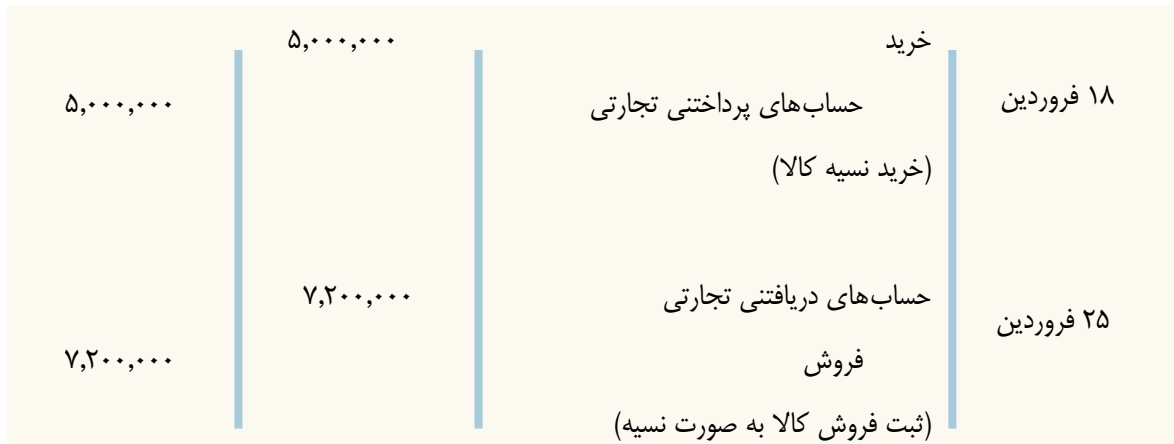 خرید ۵,۰۰۰,۰۰۰
۱۸ فروردین
حساب‌های پرداختنی تجارتی ۵,۰۰۰,۰۰۰
(خرید نسیه کالا)
حساب‌های دریافتنی تجارتی ۷,۲۰۰,۰۰۰
۲۵ فروردین
فروش ۷,۲۰۰,۰۰۰
(ثبت فروش کالا به صورت نسیه)